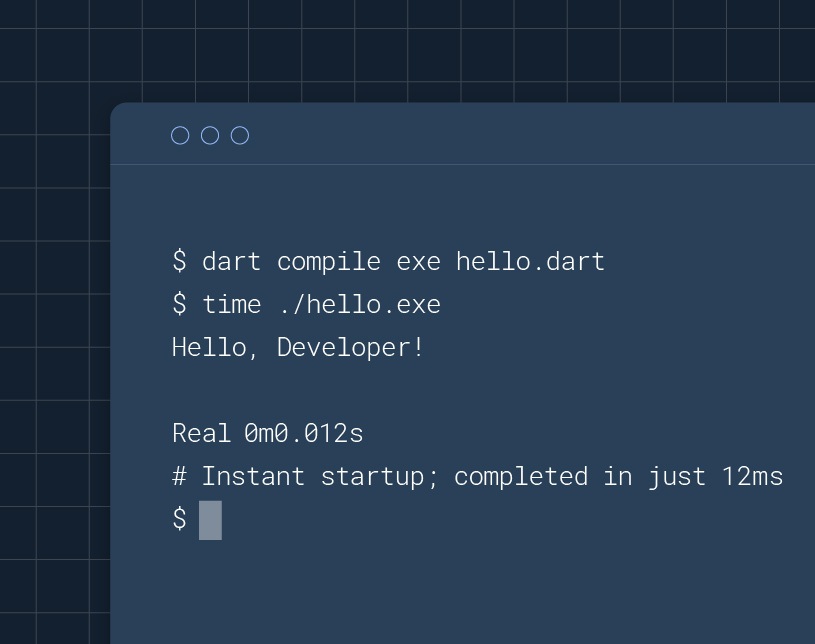 $ dart compile exe hello.dart
$ time ./hello.exe
Hello, Developer!
Real 0m0.012s
# Instant startup; completed in just 12ms
$